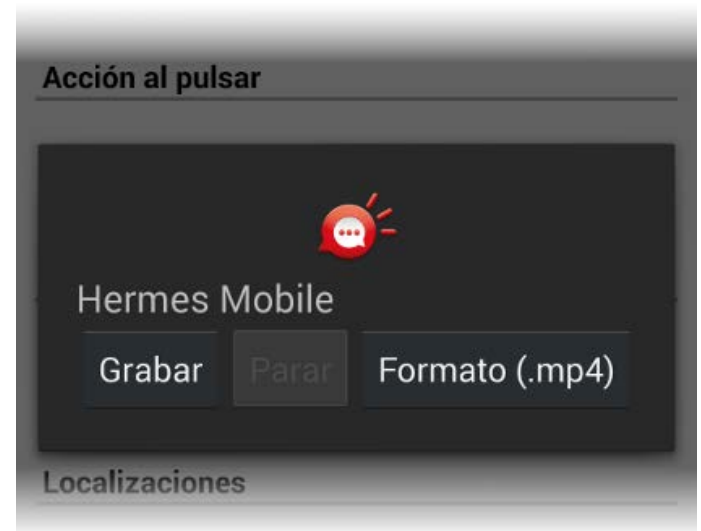 Acción al pulsar
Hermes Mobile
Grabar Parar Formato (.mp4)
Localizaciones